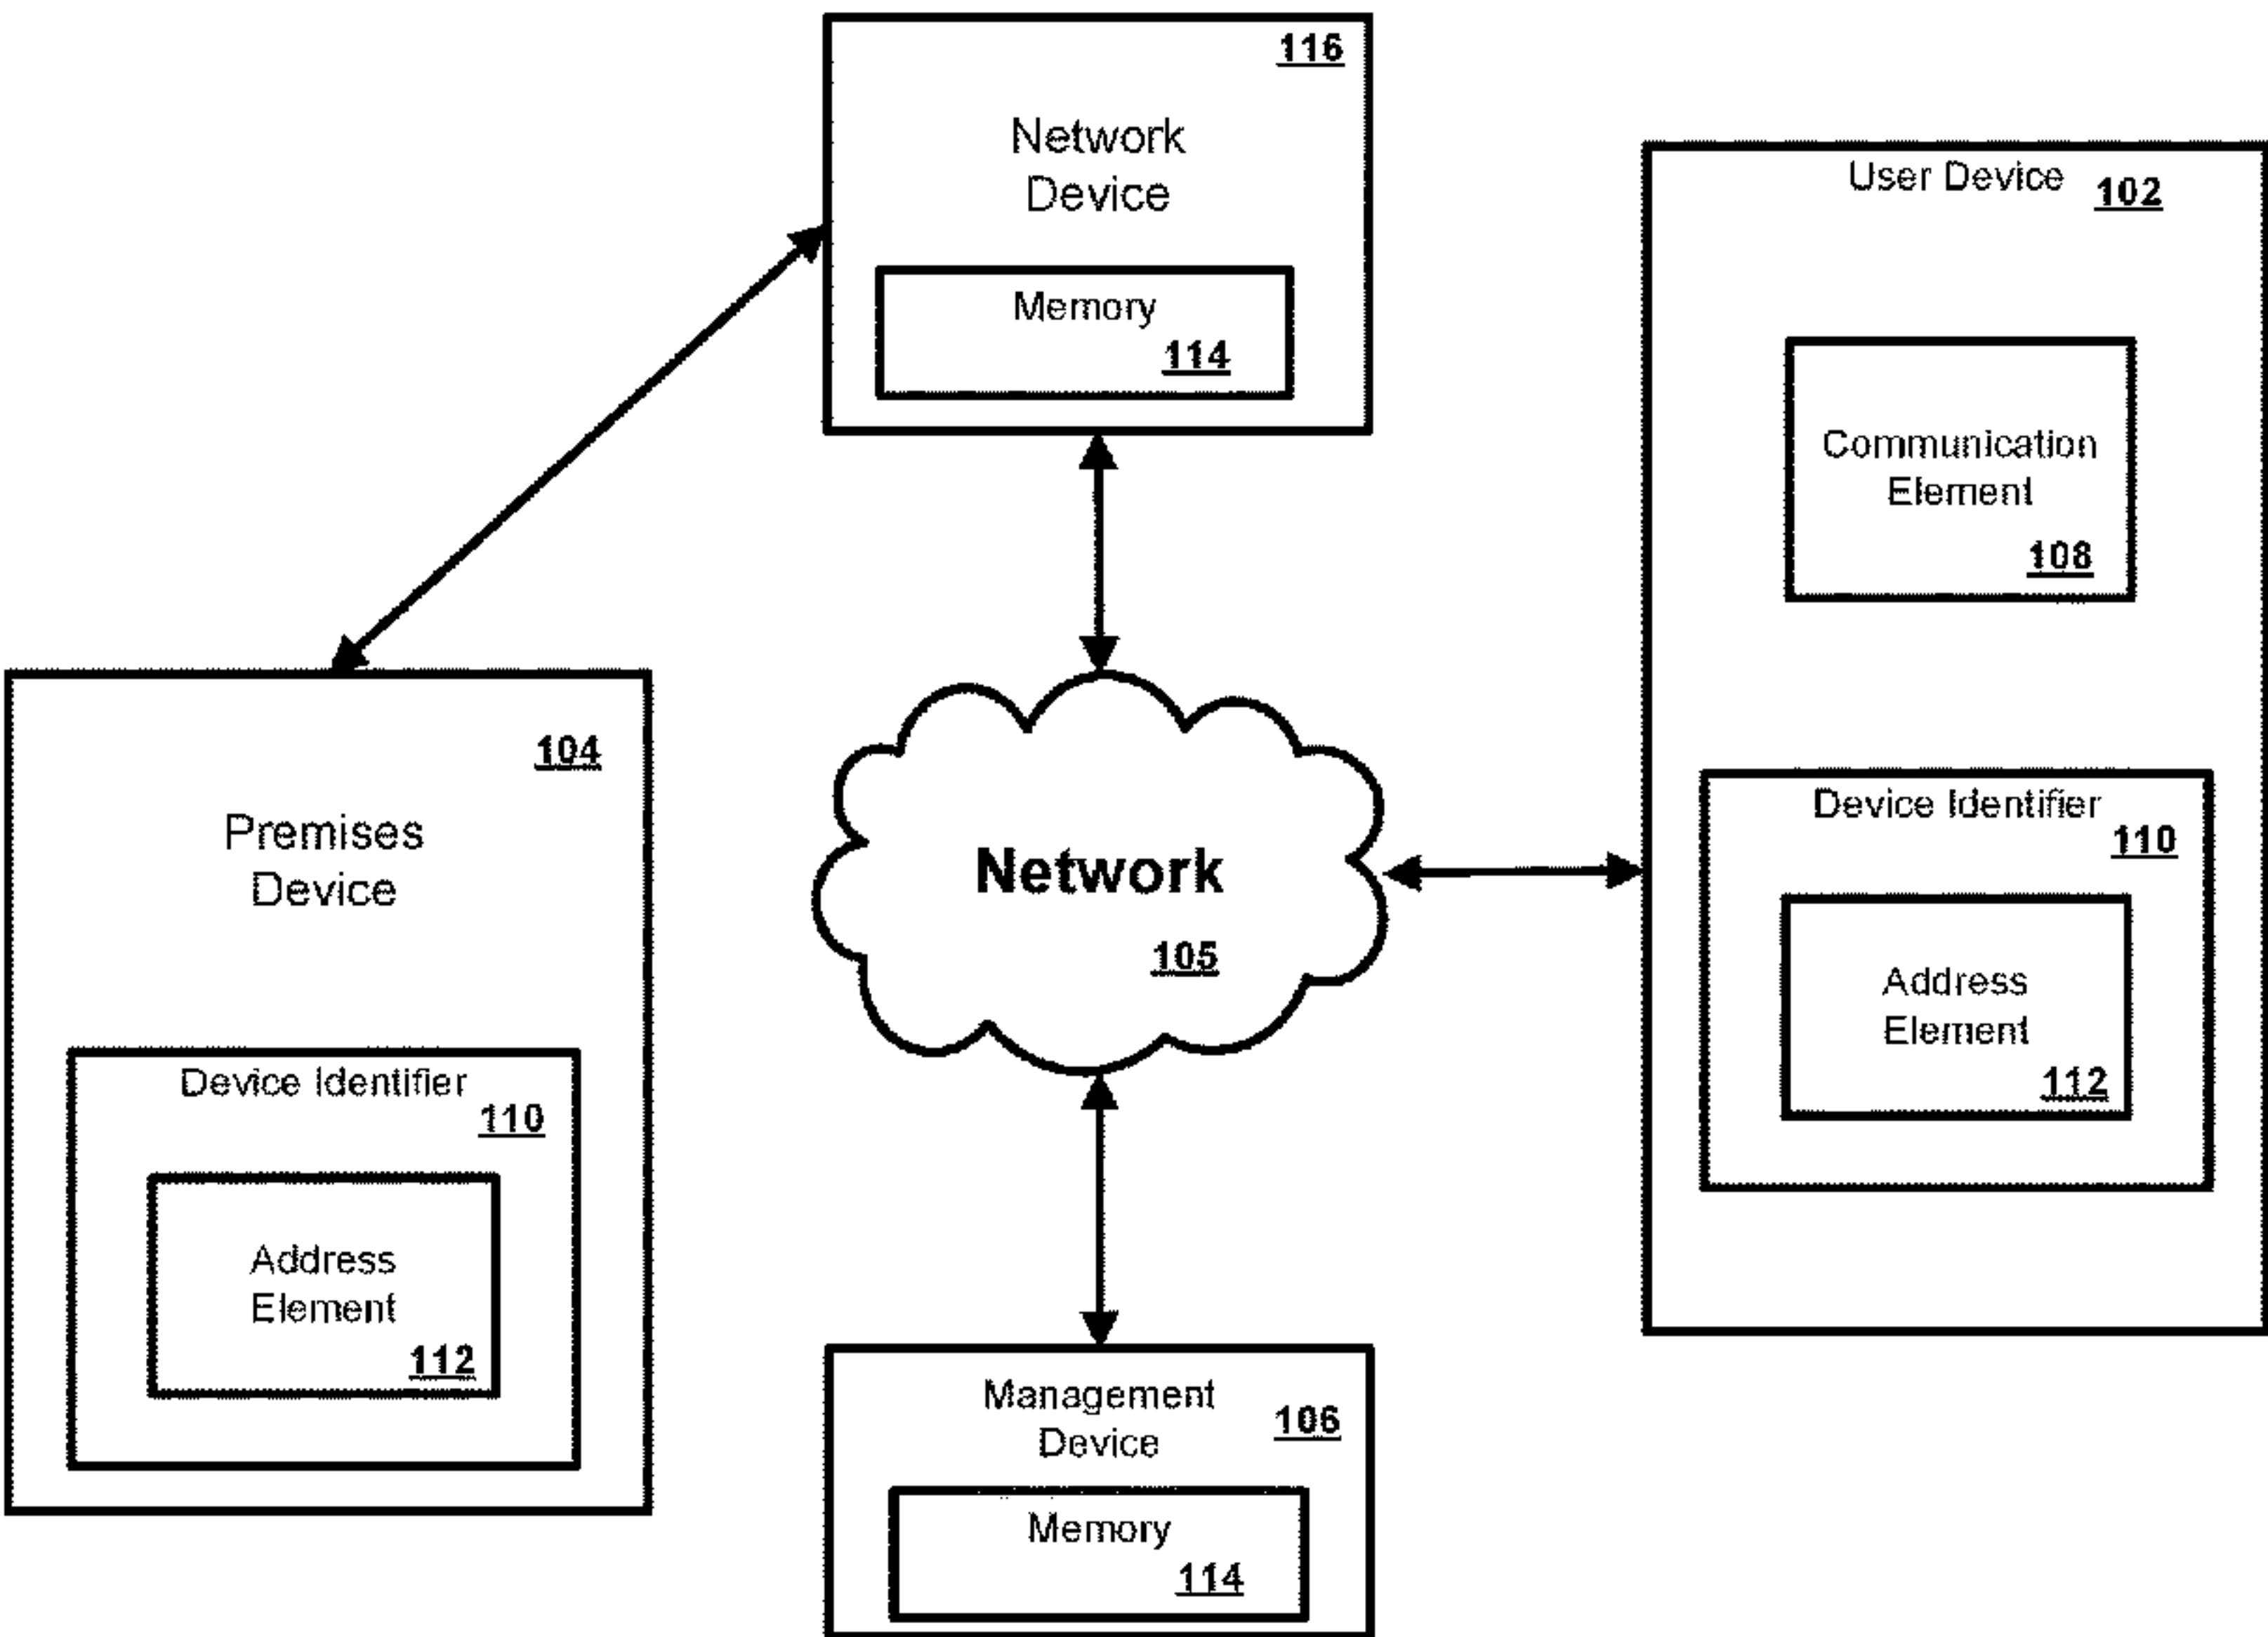 116
Network
Device
Memory
114
User Device
102
Communication
Element
108
104
Premises
Device
Device Identifier
110
Address
Element
112
Network
105
Device Identifier
110
Address
Element
112
Management
Device
106
Memory
114